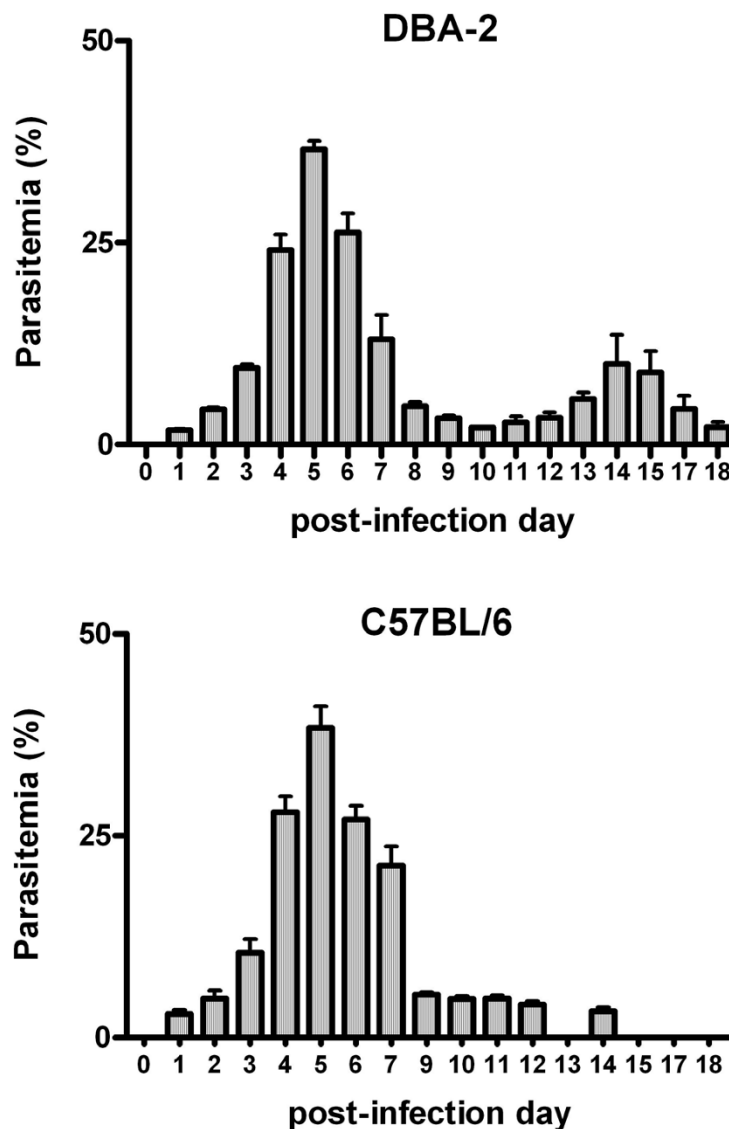 DBA-2
50
25
0
Parasitemia (%)
0 1 2 3 4 5 6 7 8 9 10 11 12 13 14 15 17 18
post-infection day
C57BL/6
50
25
0
Parasitemia (%)
0 1 2 3 4 5 6 7 9 10 11 12 13 14 15 17 18
post-infection day